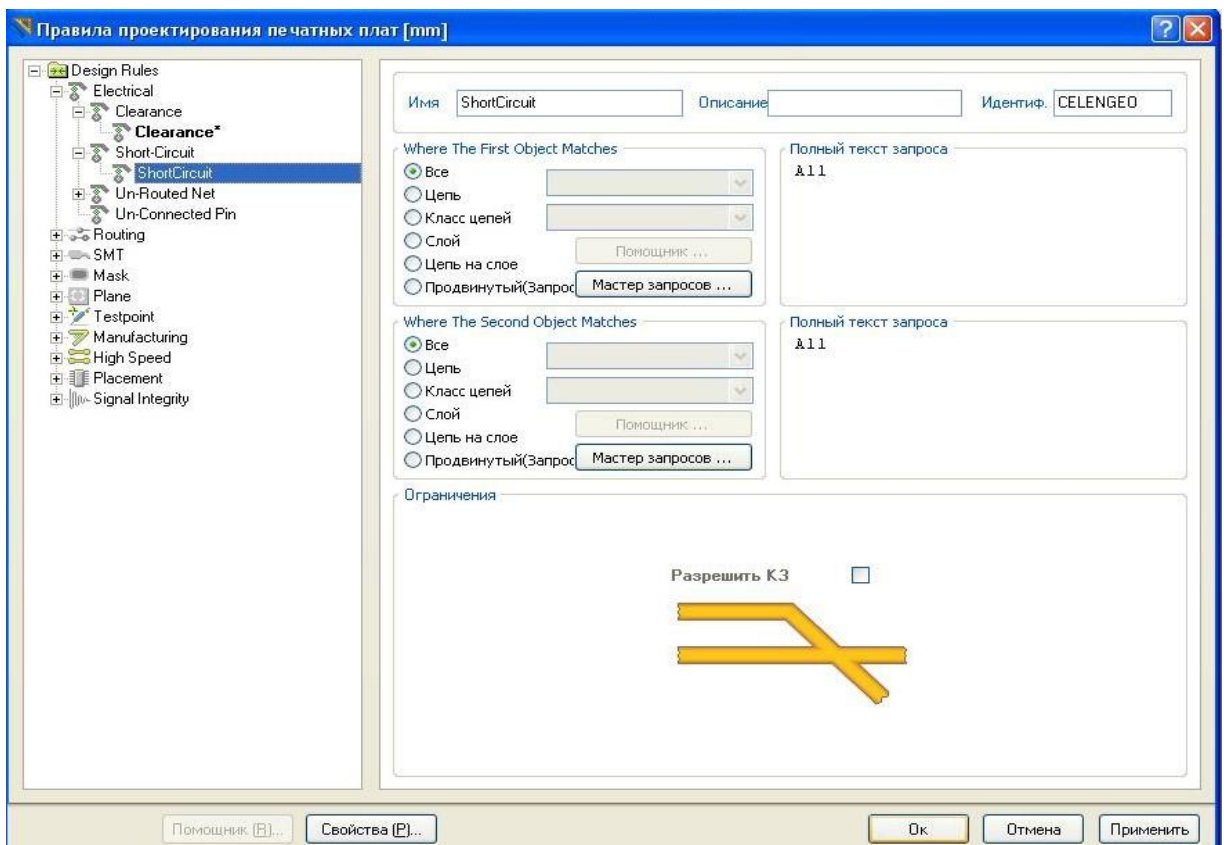 Правила проектирования печатных плат [mm]
Design Rules
Electrical
Clearance
Clearance*
Short-Circuit
ShortCircuit
Un-Routed Net
Un-Connected Pin
Routing
SMT
Mask
Plane
Testpoint
Manufacturing
High Speed
Placement
Signal Integrity
Имя ShortCircuit Описание Идентиф. CELENGEO
Where The First Object Matches
Все
Цепь
Класс цепей
Слой
Цепь на слое
Продвинутый(Запрос
Помощник ...
Мастер запросов ...
Полный текст запроса
All
Where The Second Object Matches
Все
Цепь
Класс цепей
Слой
Цепь на слое
Продвинутый(Запрос
Помощник ...
Мастер запросов ...
Полный текст запроса
All
Ограничения
Разрешить КЗ
Помощник (R)... Свойства (P)... Ок Отмена Применить